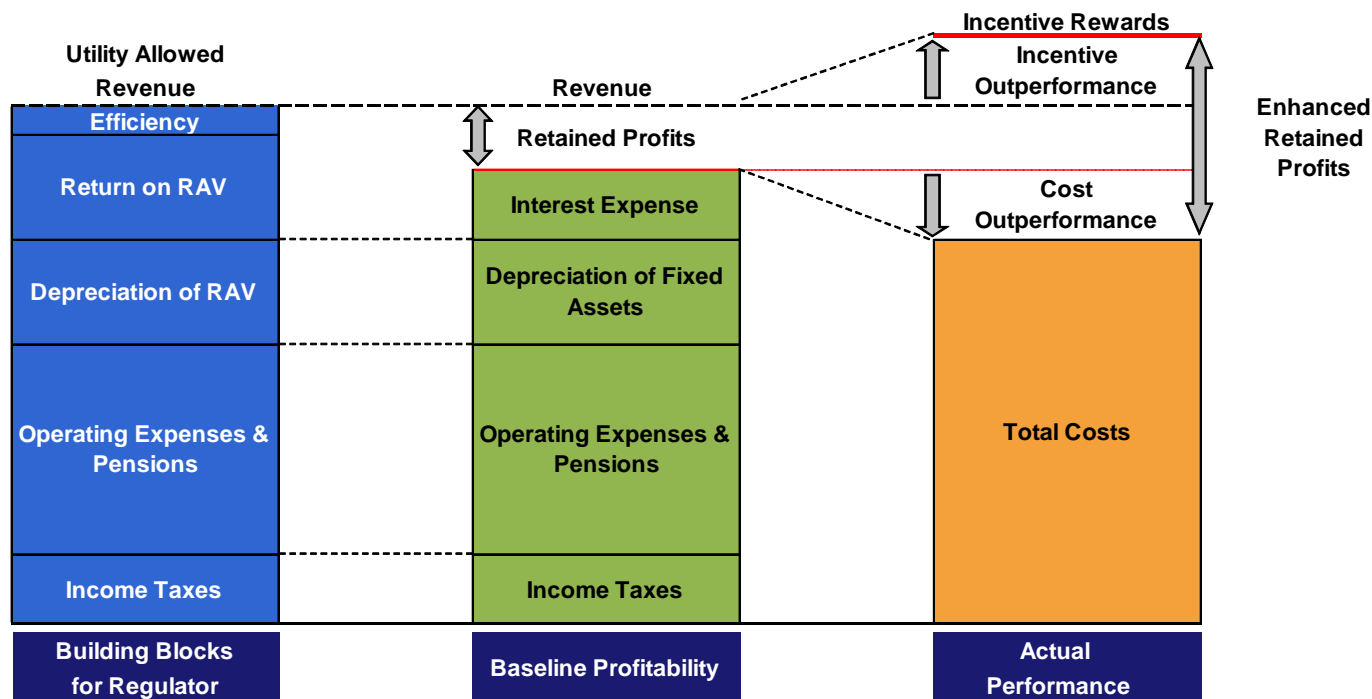 Utility Allowed
Revenue
Efficiency
Return on RAV
Depreciation of RAV
Operating Expenses &
Pensions
Income Taxes
Building Blocks
for Regulator
Revenue
Retained Profits
Interest Expense
Depreciation of Fixed
Assets
Operating Expenses &
Pensions
Income Taxes
Baseline Profitability
Incentive Rewards
Incentive
Outperformance
Cost
Outperformance
Total Costs
Actual
Performance
Enhanced
Retained
Profits